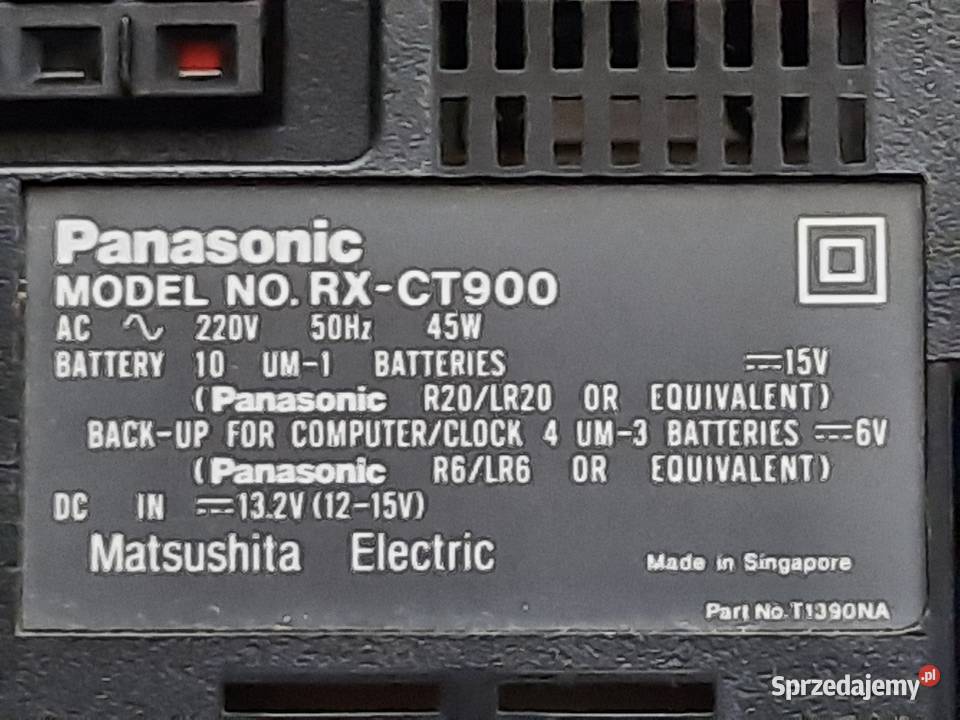 Panasonic
MODEL NO. RX-CT900
AC ∿ 220V 50Hz 45W
BATTERY 10 UM-1 BATTERIES ⎓15V
(Panasonic R20/LR20 OR EQUIVALENT)
BACK-UP FOR COMPUTER/CLOCK 4 UM-3 BATTERIES ⎓6V
(Panasonic R6/LR6 OR EQUIVALENT)
DC IN ⎓13.2V (12-15V)
Matsushita Electric
Made in Singapore
Part No. T1390NA
Sprzedajemy.pl